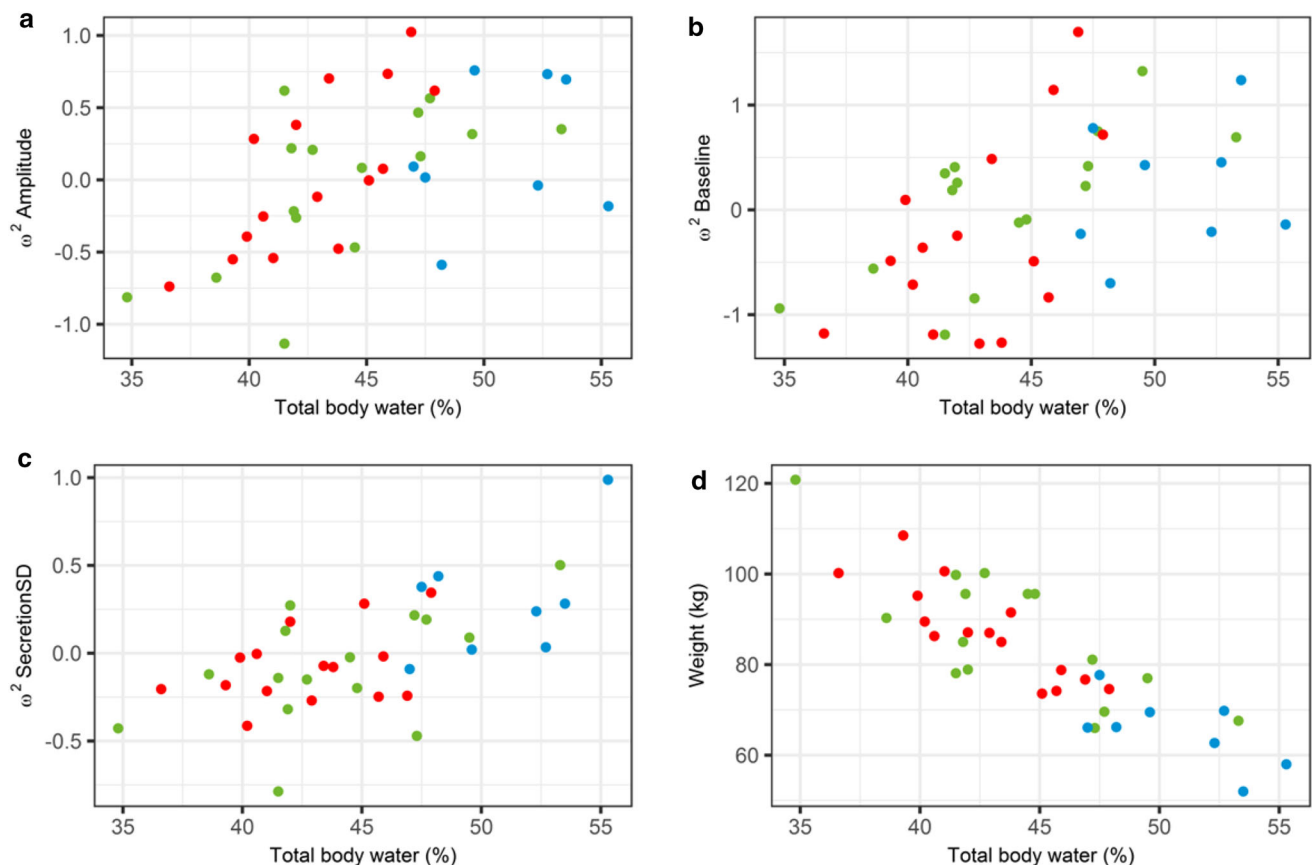 a
1.0
0.5
0.0
-0.5
-1.0
ω² Amplitude
35 40 45 50 55
Total body water (%)
b
1
0
-1
ω² Baseline
35 40 45 50 55
Total body water (%)
c
1.0
0.5
0.0
-0.5
ω² SecretionSD
35 40 45 50 55
Total body water (%)
d
120
100
80
60
Weight (kg)
35 40 45 50 55
Total body water (%)